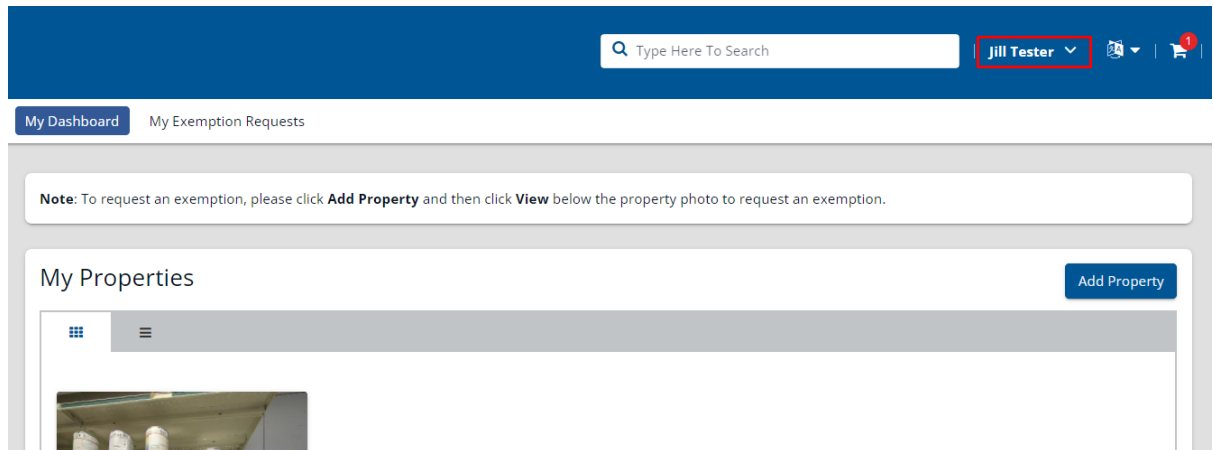 Type Here To Search
Jill Tester
1
My Dashboard My Exemption Requests
Note: To request an exemption, please click Add Property and then click View below the property photo to request an exemption.
My Properties
Add Property